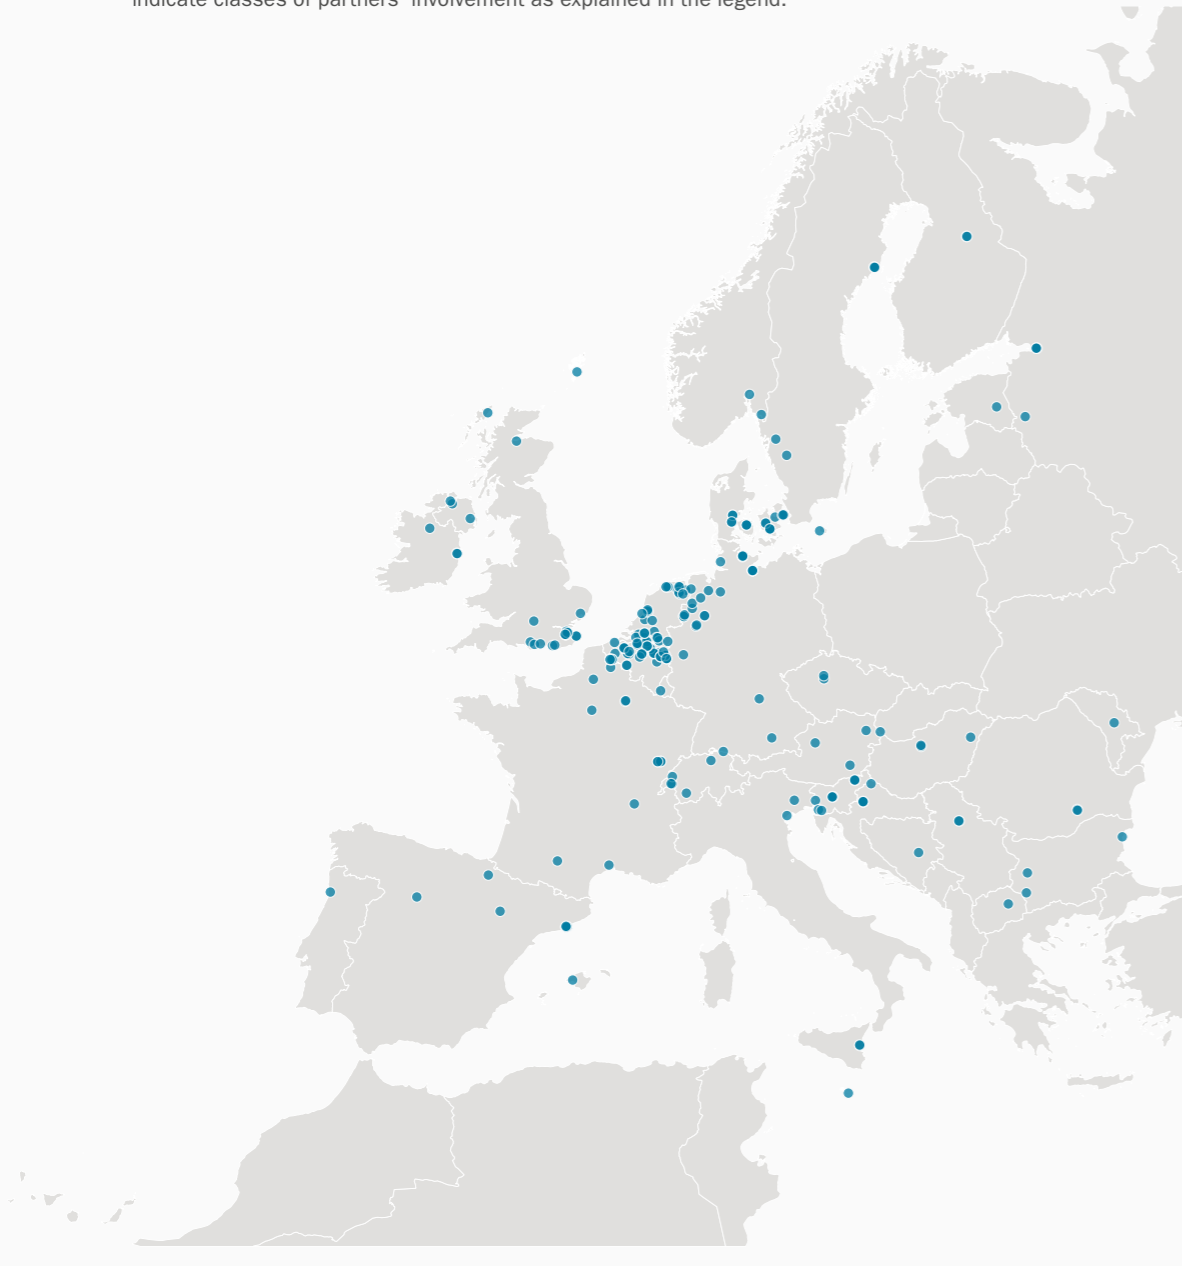 indicate classes of partners' involvement as explained in the legend.